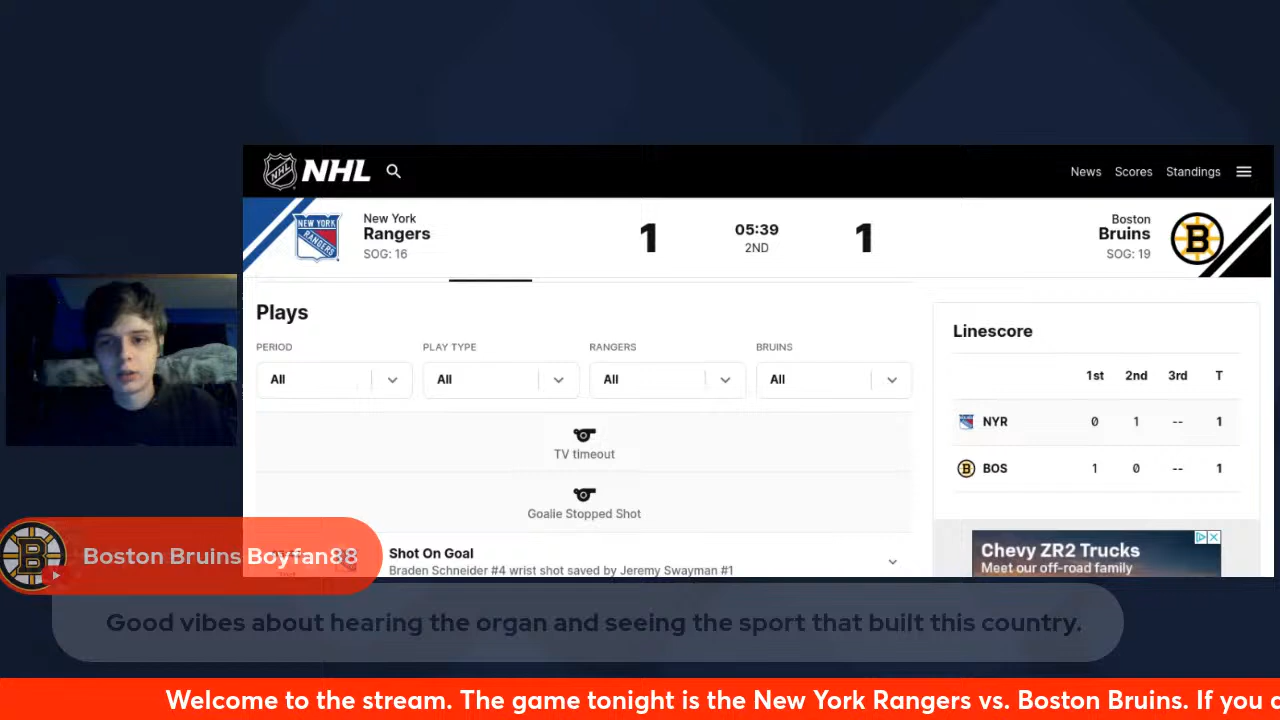 NHL
News Scores Standings
New York
Rangers
SOG: 16
1
05:39
2ND
1
Boston
Bruins
SOG: 19
Plays
PERIOD PLAY TYPE RANGERS BRUINS
All All All All
TV timeout
Goalie Stopped Shot
Shot On Goal
Braden Schneider #4 wrist shot saved by Jeremy Swayman #1
Linescore
1st 2nd 3rd T
NYR 0 1 -- 1
BOS 1 0 -- 1
Chevy ZR2 Trucks
Meet our off-road family
Boston Bruins Boyfan88
Good vibes about hearing the organ and seeing the sport that built this country.
Welcome to the stream. The game tonight is the New York Rangers vs. Boston Bruins. If you